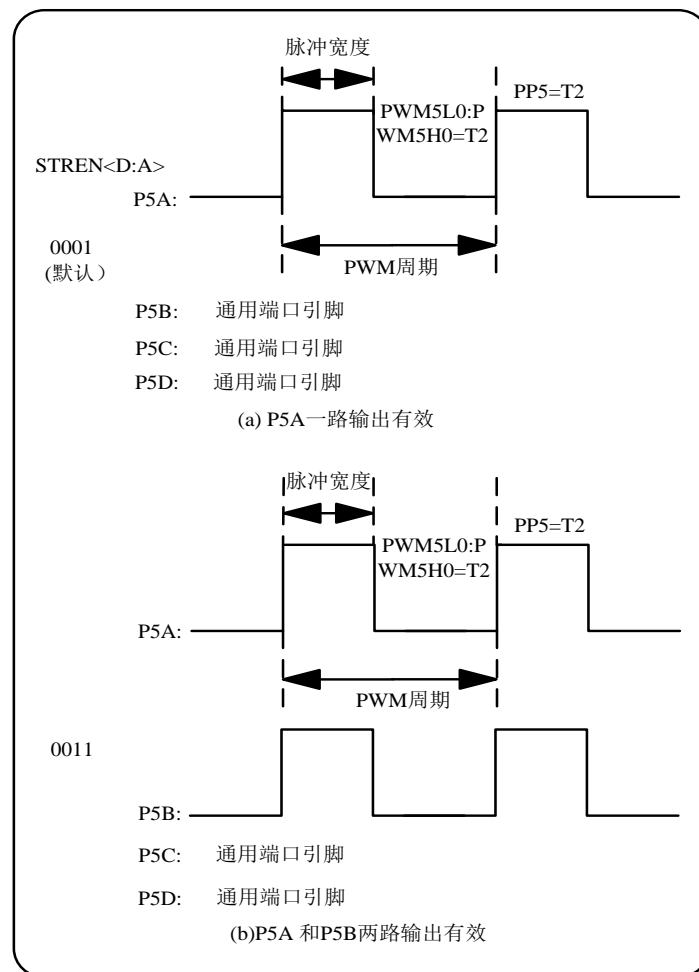 脉冲宽度
PP5=T2
PWM5L0:P
WM5H0=T2
STREN<D:A>
P5A:
0001
(默认）
PWM周期
P5B: 通用端口引脚
P5C: 通用端口引脚
P5D: 通用端口引脚
(a) P5A一路输出有效
脉冲宽度
PP5=T2
PWM5L0:P
WM5H0=T2
P5A:
PWM周期
0011
P5B:
P5C: 通用端口引脚
P5D: 通用端口引脚
(b)P5A 和P5B两路输出有效